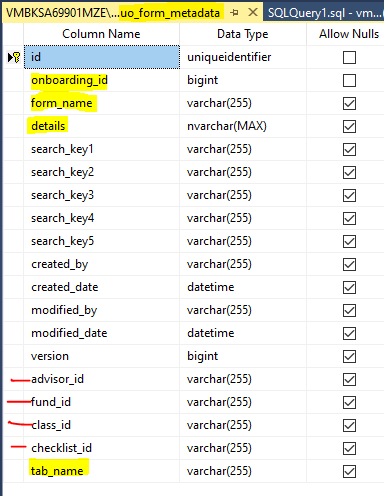 VMBKSA69901MZE\...uo_form_metadata SQLQuery1.sql - vm...0
Column Name Data Type Allow Nulls
id uniqueidentifier
onboarding_id bigint
form_name varchar(255)
details nvarchar(MAX)
search_key1 varchar(255)
search_key2 varchar(255)
search_key3 varchar(255)
search_key4 varchar(255)
search_key5 varchar(255)
created_by varchar(255)
created_date datetime
modified_by varchar(255)
modified_date datetime
version bigint
advisor_id varchar(255)
fund_id varchar(255)
class_id varchar(255)
checklist_id varchar(255)
tab_name varchar(255)